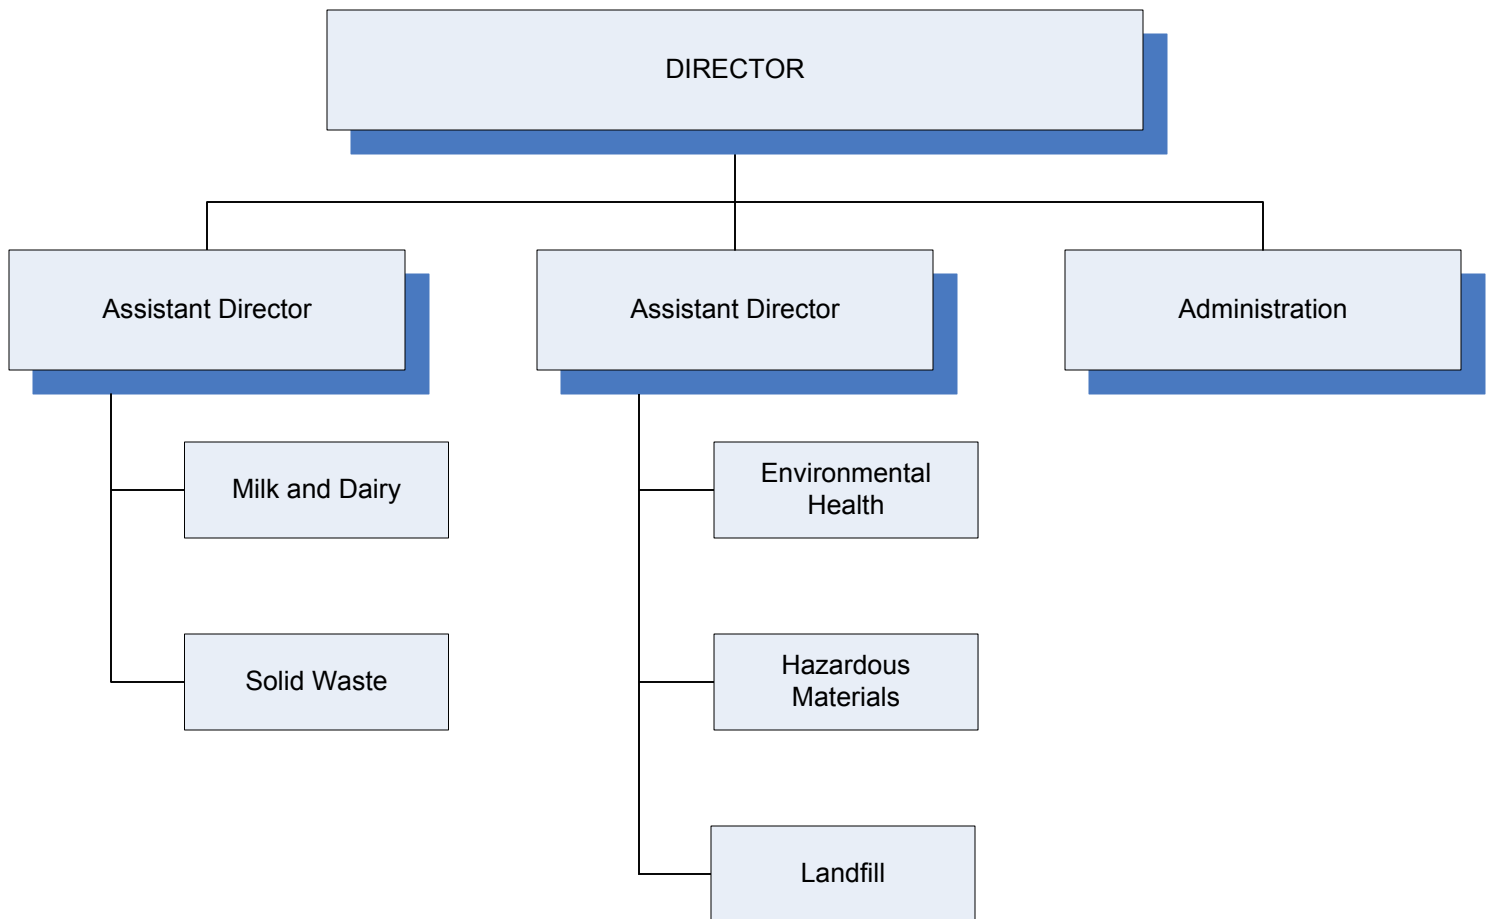 DIRECTOR
Assistant Director
Assistant Director
Administration
Milk and Dairy
Environmental
Health
Solid Waste
Hazardous
Materials
Landfill